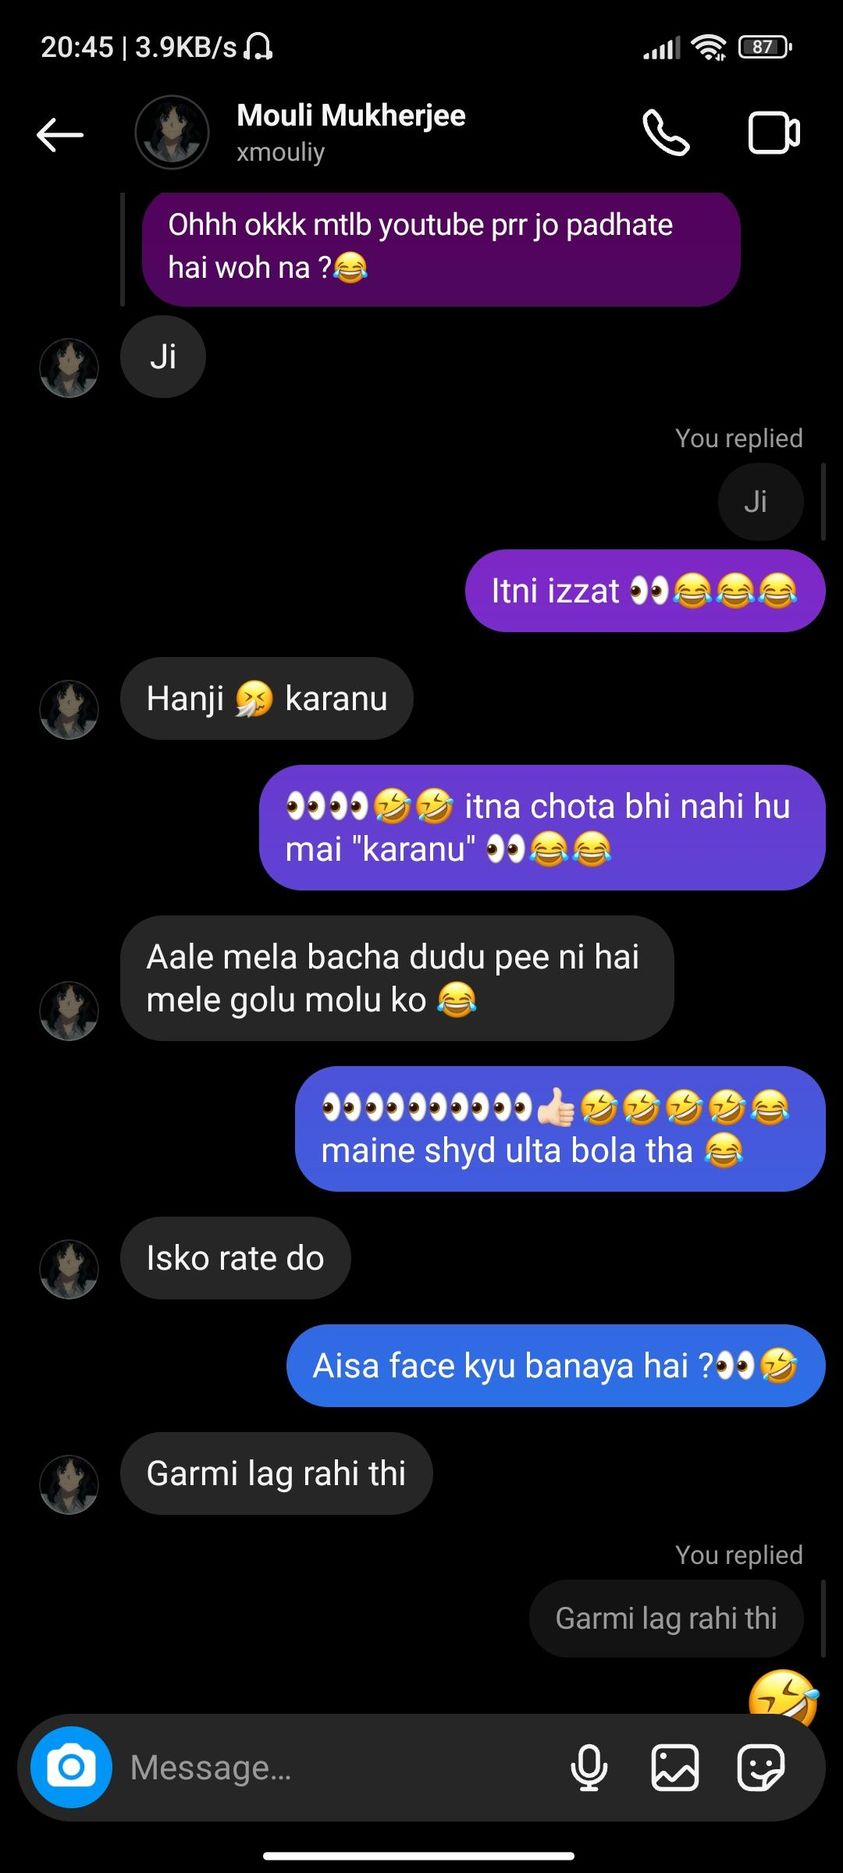 20:45 | 3.9KB/s
87
Mouli Mukherjee
xmouliy
Ohhh okkk mtlb youtube prr jo padhate
hai woh na ?😂
Ji
You replied
Ji
Itni izzat 👀😂😂😂
Hanji 🤧 karanu
👀👀🤣🤣 itna chota bhi nahi hu
mai "karanu" 👀😂😂
Aale mela bacha dudu pee ni hai
mele golu molu ko 😂
👀👀👀👀👀👍🏻🤣🤣🤣🤣😂
maine shyd ulta bola tha 😂
Isko rate do
Aisa face kyu banaya hai ?👀🤣
Garmi lag rahi thi
You replied
Garmi lag rahi thi
🤣
Message...